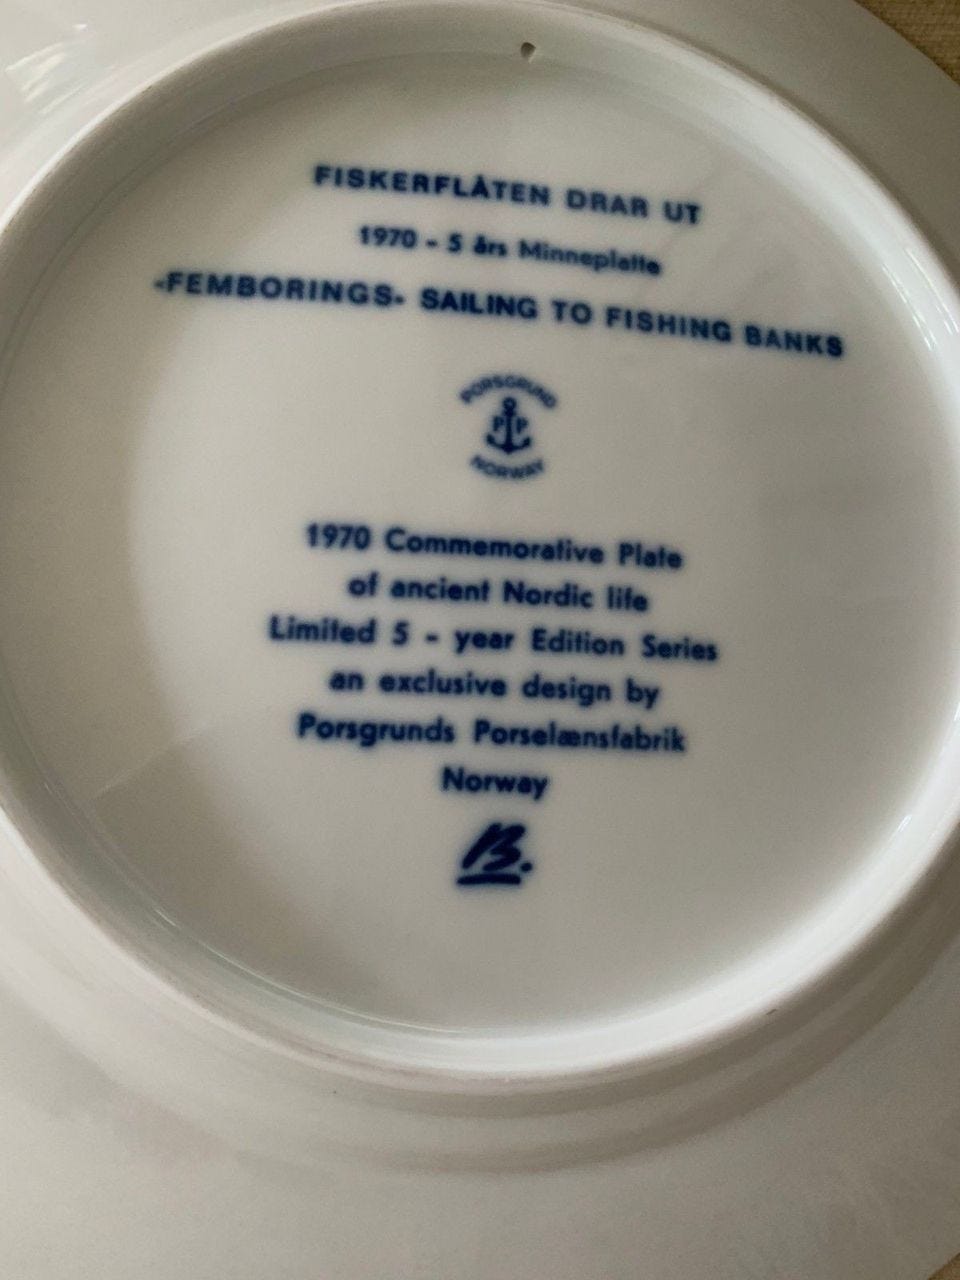 FISKERFLÅTEN DRAR UT
1970 - 5 års Minneplatte
«FEMBORINGS» SAILING TO FISHING BANKS
PORSGRUND
P P
NORWAY
1970 Commemorative Plate
of ancient Nordic life
Limited 5 - year Edition Series
an exclusive design by
Porsgrunds Porselænsfabrik
Norway
B.